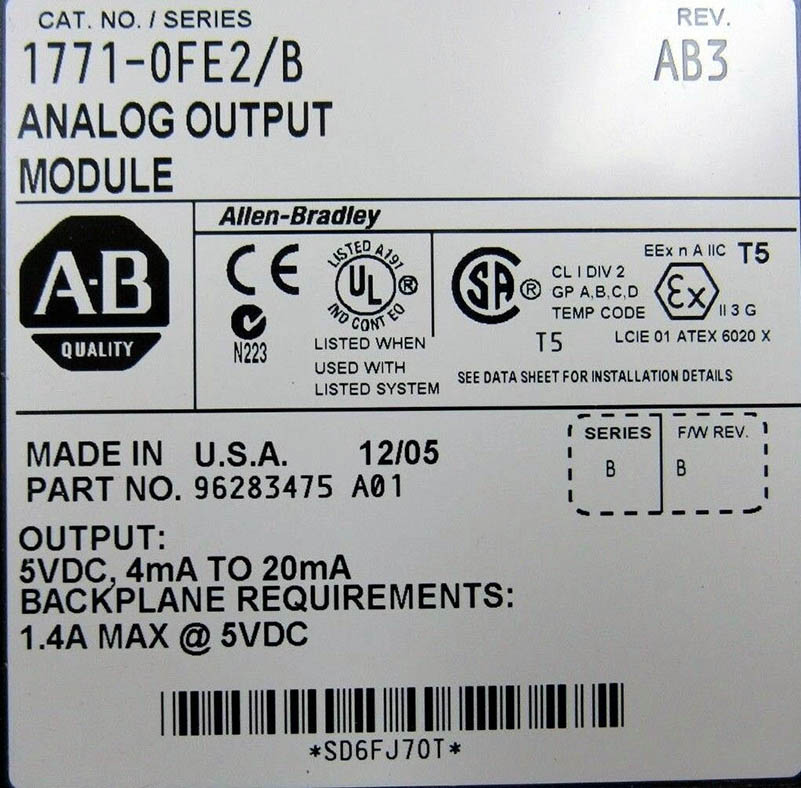 CAT. NO. / SERIES
REV.
1771-0FE2/B
AB3
ANALOG OUTPUT
MODULE
Allen-Bradley
A-B
QUALITY
CE
N223
LISTED A197
UL ®
IND CONT EQ
LISTED WHEN
USED WITH
LISTED SYSTEM
SA ®
CL I DIV 2
GP A,B,C,D
TEMP CODE
T5
EEx n A IIC T5
Ex
II 3 G
LCIE 01 ATEX 6020 X
SEE DATA SHEET FOR INSTALLATION DETAILS
MADE IN U.S.A. 12/05
PART NO. 96283475 A01
SERIES
B
F/W REV.
B
OUTPUT:
5VDC, 4mA TO 20mA
BACKPLANE REQUIREMENTS:
1.4A MAX @ 5VDC
*SD6FJ70T*